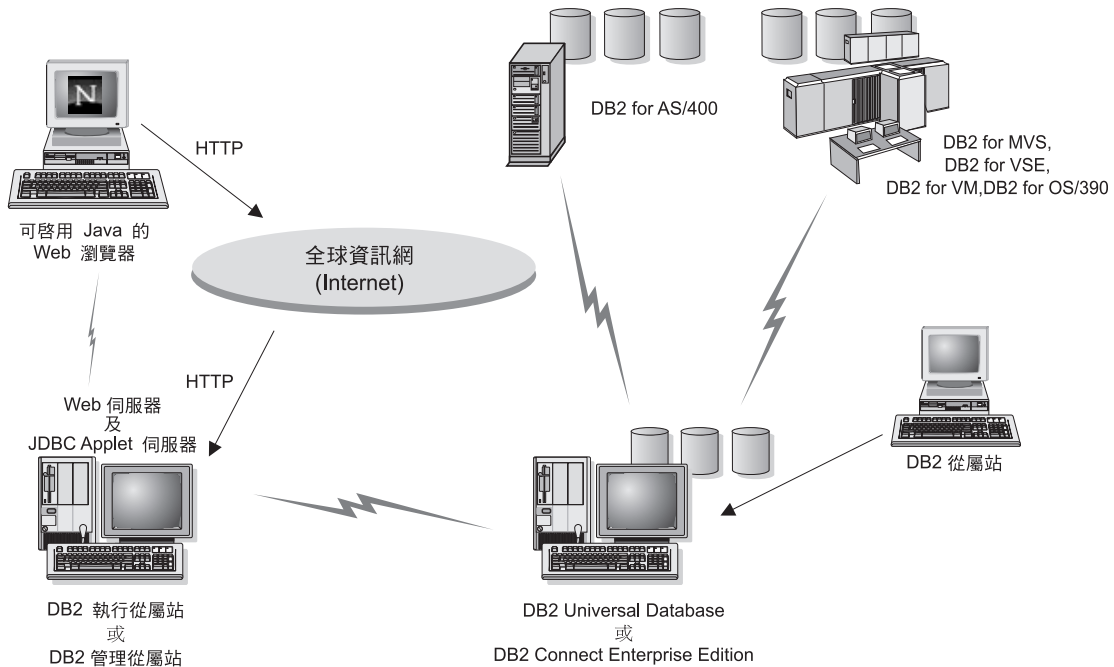 N
HTTP
可啓用 Java 的
Web 瀏覽器
全球資訊網
(Internet)
DB2 for AS/400
DB2 for MVS,
DB2 for VSE,
DB2 for VM,DB2 for OS/390
HTTP
Web 伺服器
及
JDBC Applet 伺服器
DB2 從屬站
DB2 執行從屬站
或
DB2 管理從屬站
DB2 Universal Database
或
DB2 Connect Enterprise Edition